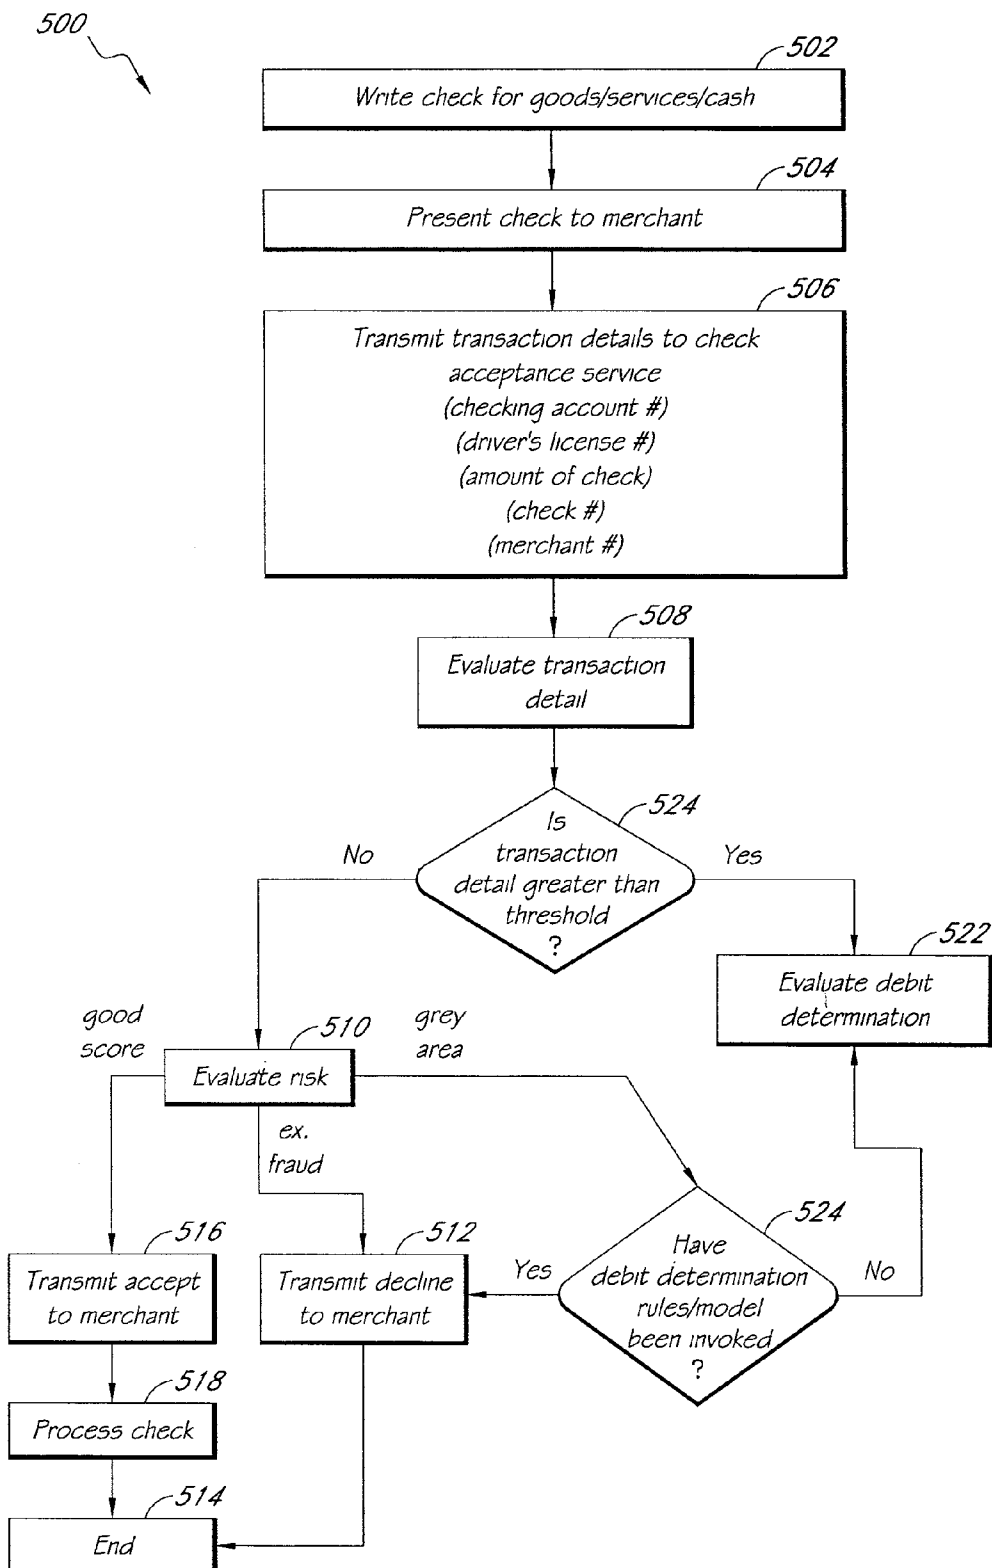 500
502
Write check for goods/services/cash
504
Present check to merchant
506
Transmit transaction details to check
acceptance service
(checking account #)
(driver's license #)
(amount of check)
(check #)
(merchant #)
508
Evaluate transaction
detail
524
Is
transaction
detail greater than
threshold
?
No
Yes
522
Evaluate debit
determination
good
score
510
grey
area
Evaluate risk
ex.
fraud
516
Transmit accept
to merchant
512
Transmit decline
to merchant
Yes
524
Have
debit determination
rules/model
been invoked
?
No
518
Process check
514
End